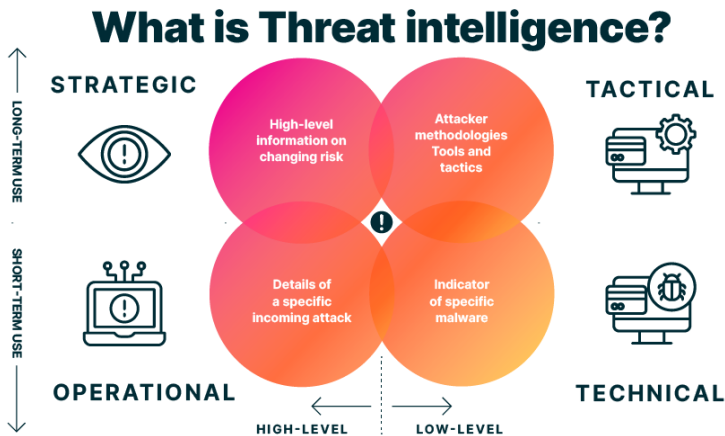 What is Threat intelligence?
STRATEGIC
TACTICAL
LONG-TERM USE
High-level
information on
changing risk
Attacker
methodologies
Tools and
tactics
SHORT-TERM USE
Details of
a specific
incoming attack
Indicator
of specific
malware
OPERATIONAL
TECHNICAL
HIGH-LEVEL
LOW-LEVEL